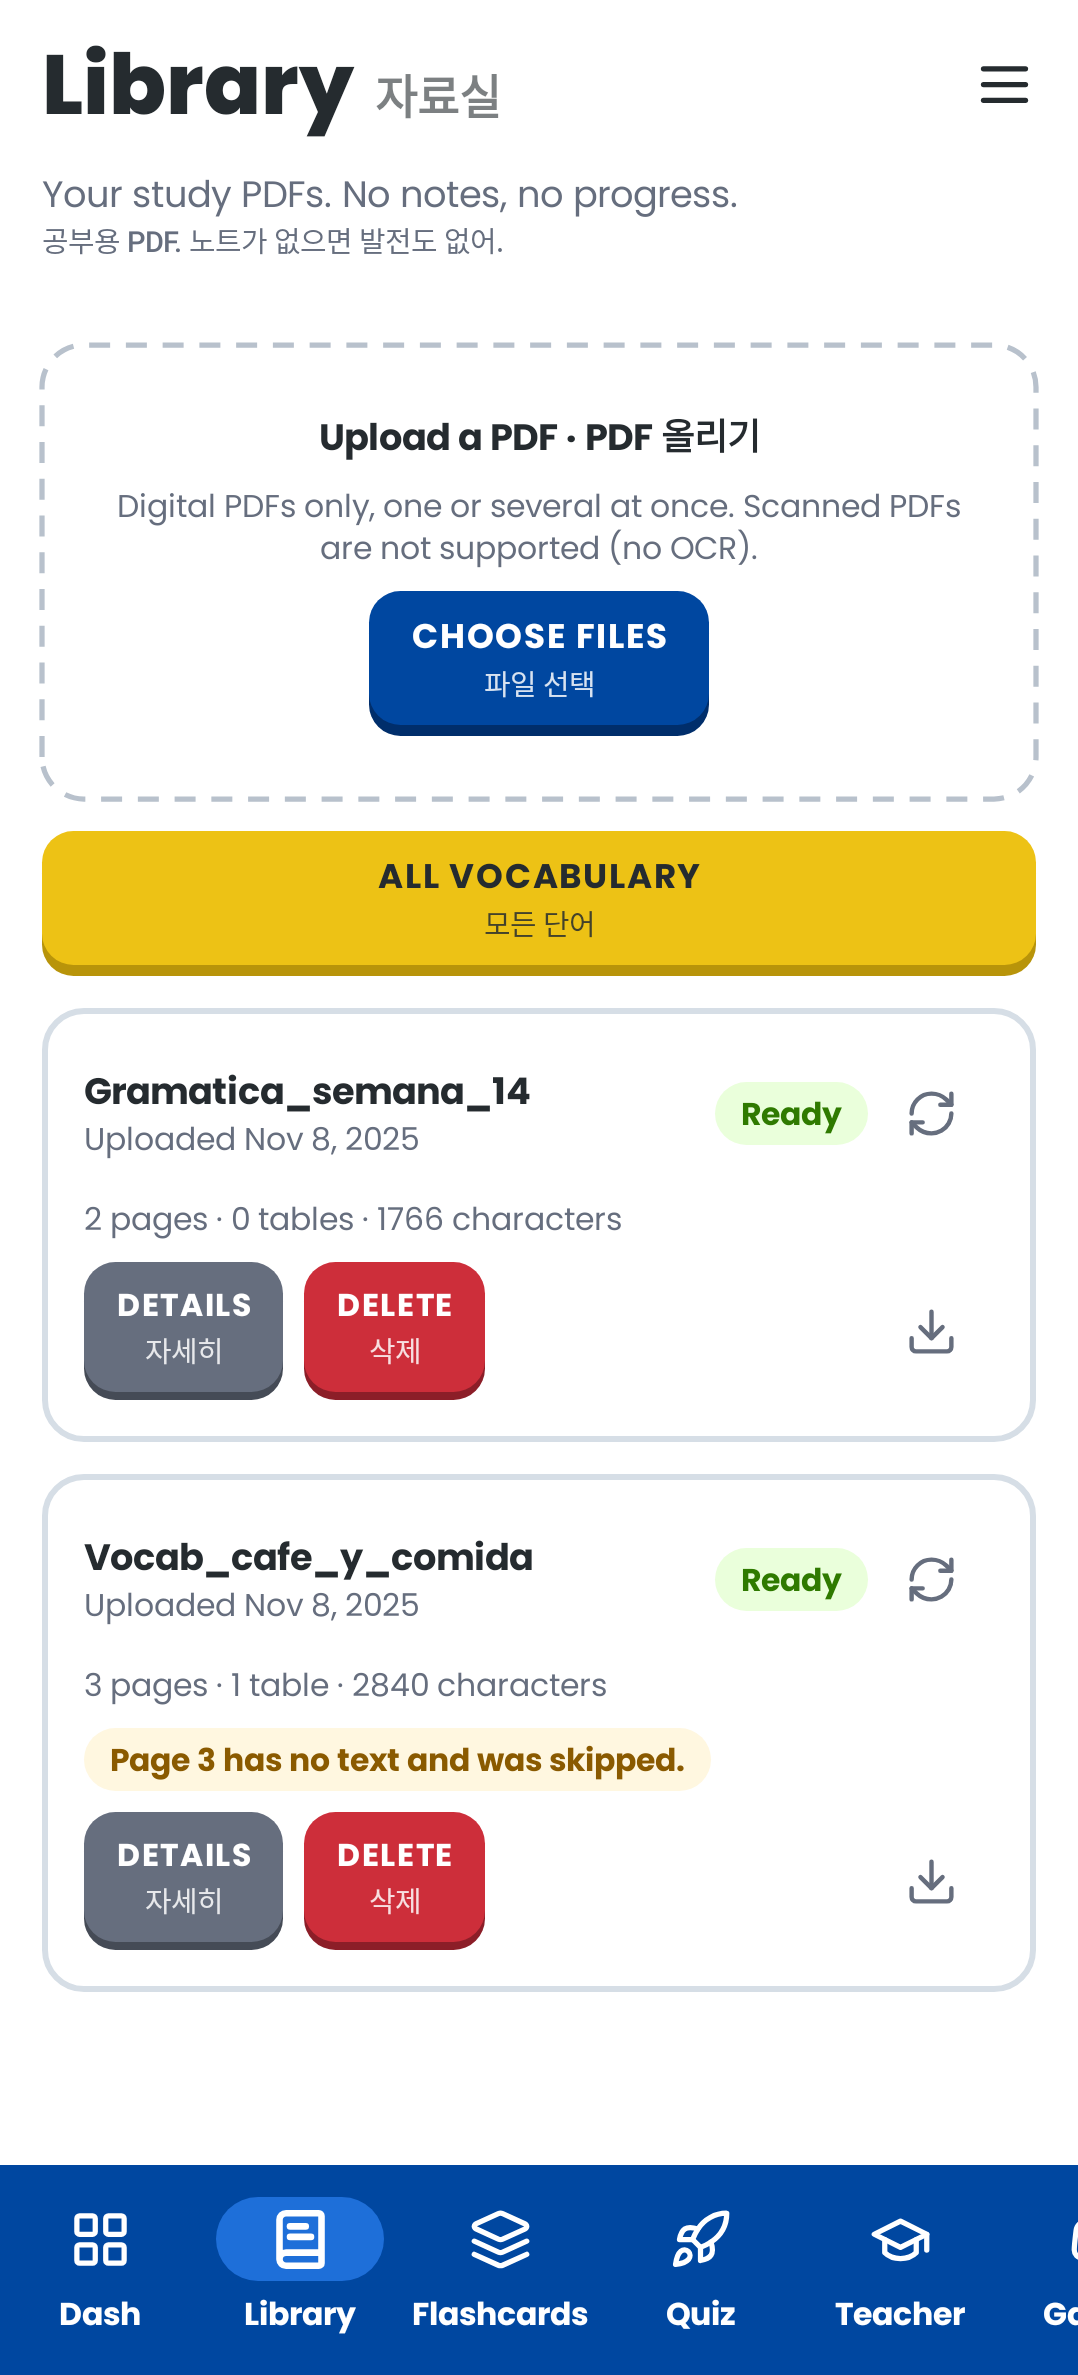 Library 자료실
Your study PDFs. No notes, no progress.
공부용 PDF. 노트가 없으면 발전도 없어.
Upload a PDF · PDF 올리기
Digital PDFs only, one or several at once. Scanned PDFs
are not supported (no OCR).
CHOOSE FILES
파일 선택
ALL VOCABULARY
모든 단어
Gramatica_semana_14
Ready
Uploaded Nov 8, 2025
2 pages · 0 tables · 1766 characters
DETAILS
자세히
DELETE
삭제
Vocab_cafe_y_comida
Ready
Uploaded Nov 8, 2025
3 pages · 1 table · 2840 characters
Page 3 has no text and was skipped.
DETAILS
자세히
DELETE
삭제
Dash
Library
Flashcards
Quiz
Teacher